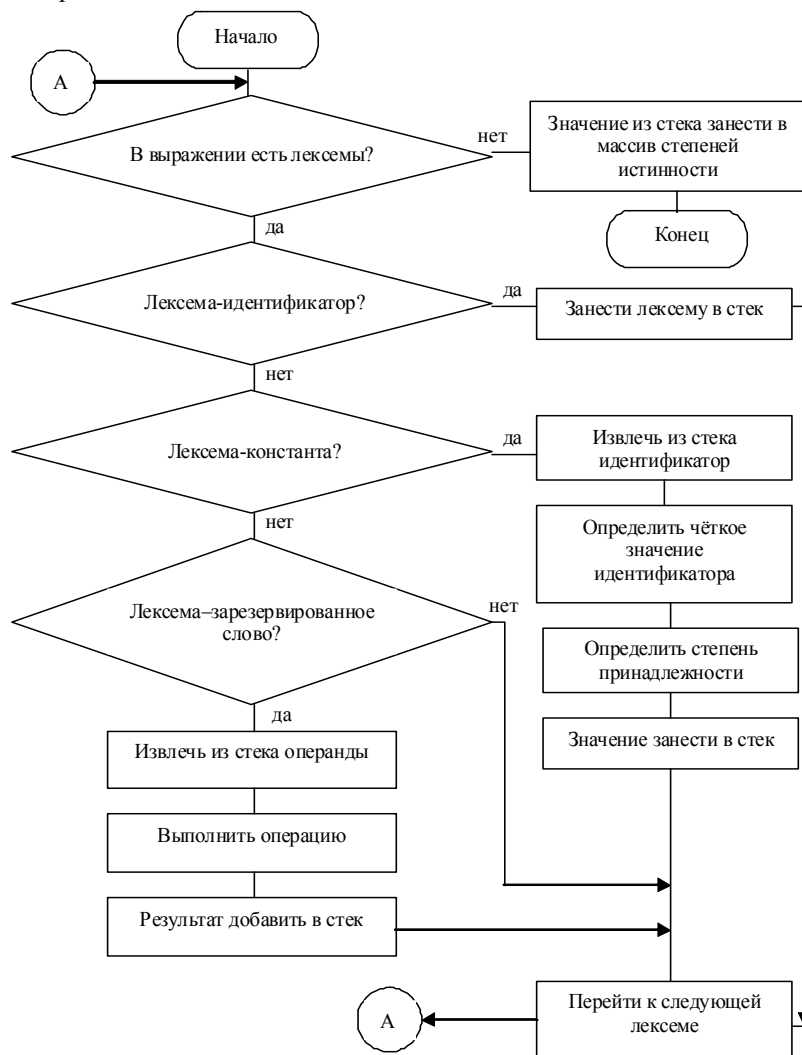 Начало
А
В выражении есть лексемы?
нет
Значение из стека занести в
массив степеней
истинности
Конец
да
Лексема-идентификатор?
да
Занести лексему в стек
нет
Лексема-константа?
да
Извлечь из стека
идентификатор
нет
Определить чёткое
значение
идентификатора
Лексема–зарезервированное
слово?
нет
Определить степень
принадлежности
да
Извлечь из стека операнды
Значение занести в стек
Выполнить операцию
Результат добавить в стек
Перейти к следующей
лексеме
А